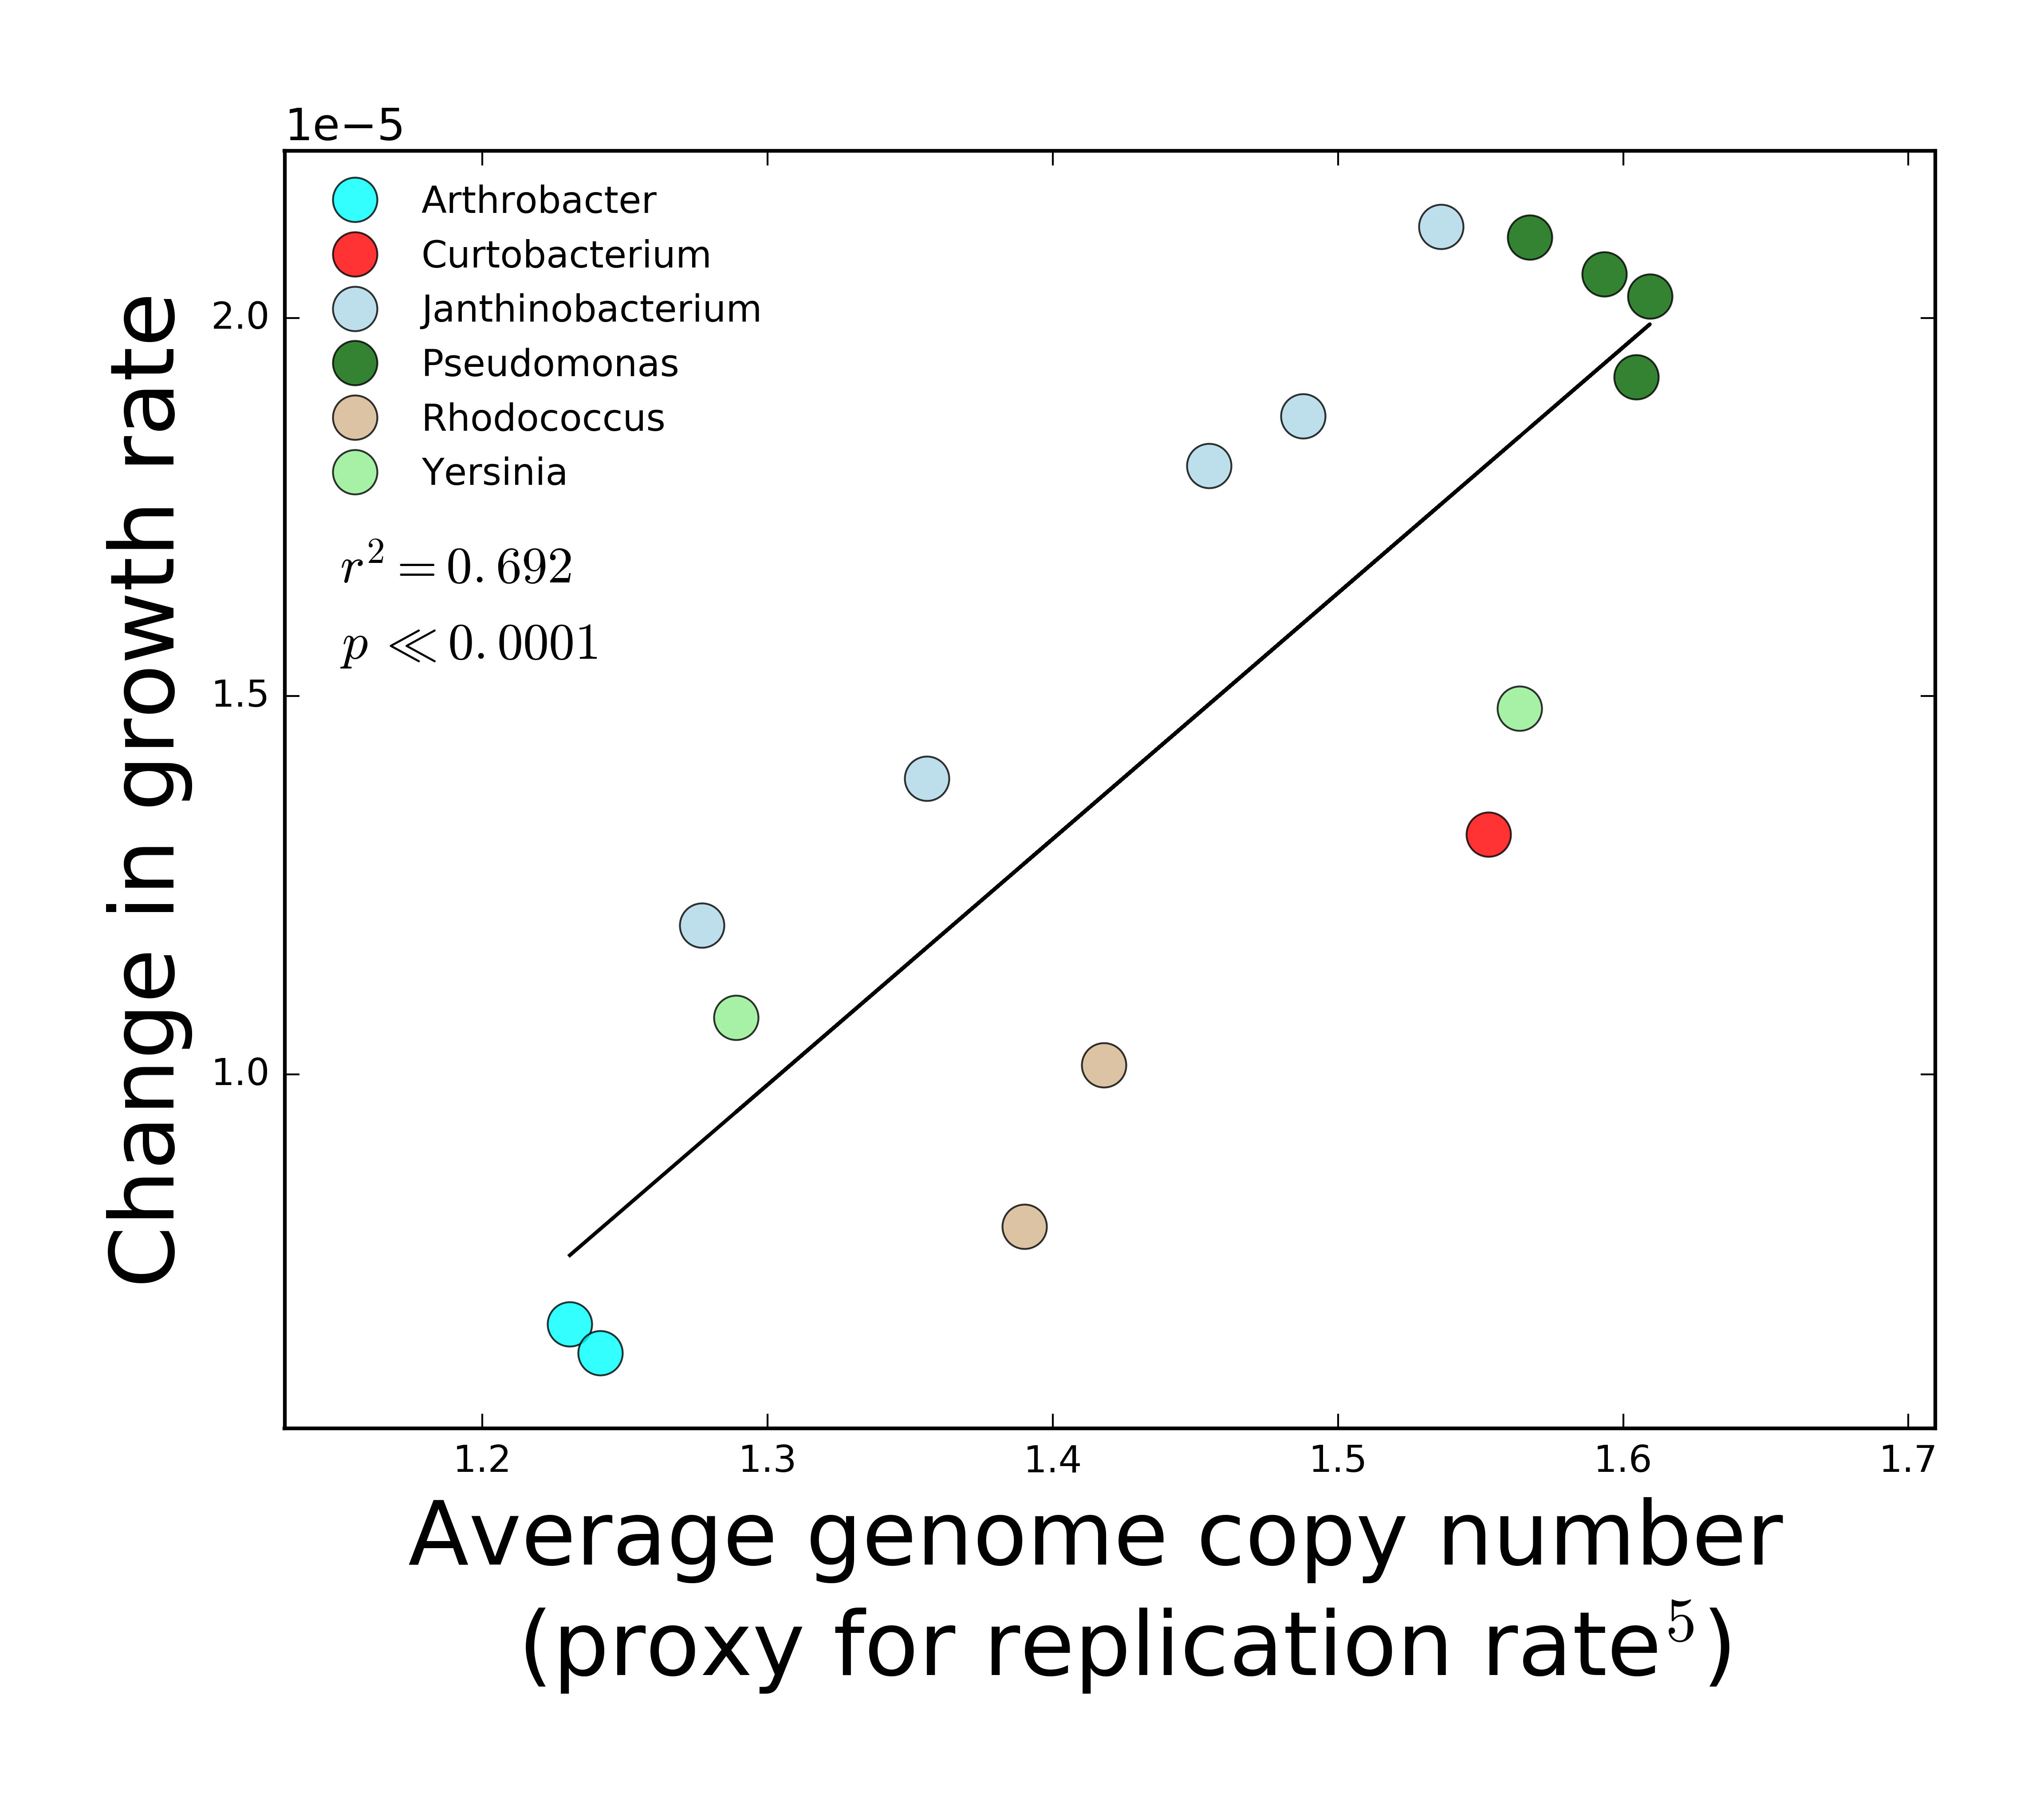 1e−5
Arthrobacter
Curtobacterium
Janthinobacterium
Pseudomonas
Rhodococcus
Yersinia
r² = 0.692
p ≪ 0.0001
Change in growth rate
2.0
1.5
1.0
1.2 1.3 1.4 1.5 1.6 1.7
Average genome copy number
(proxy for replication rate⁵)